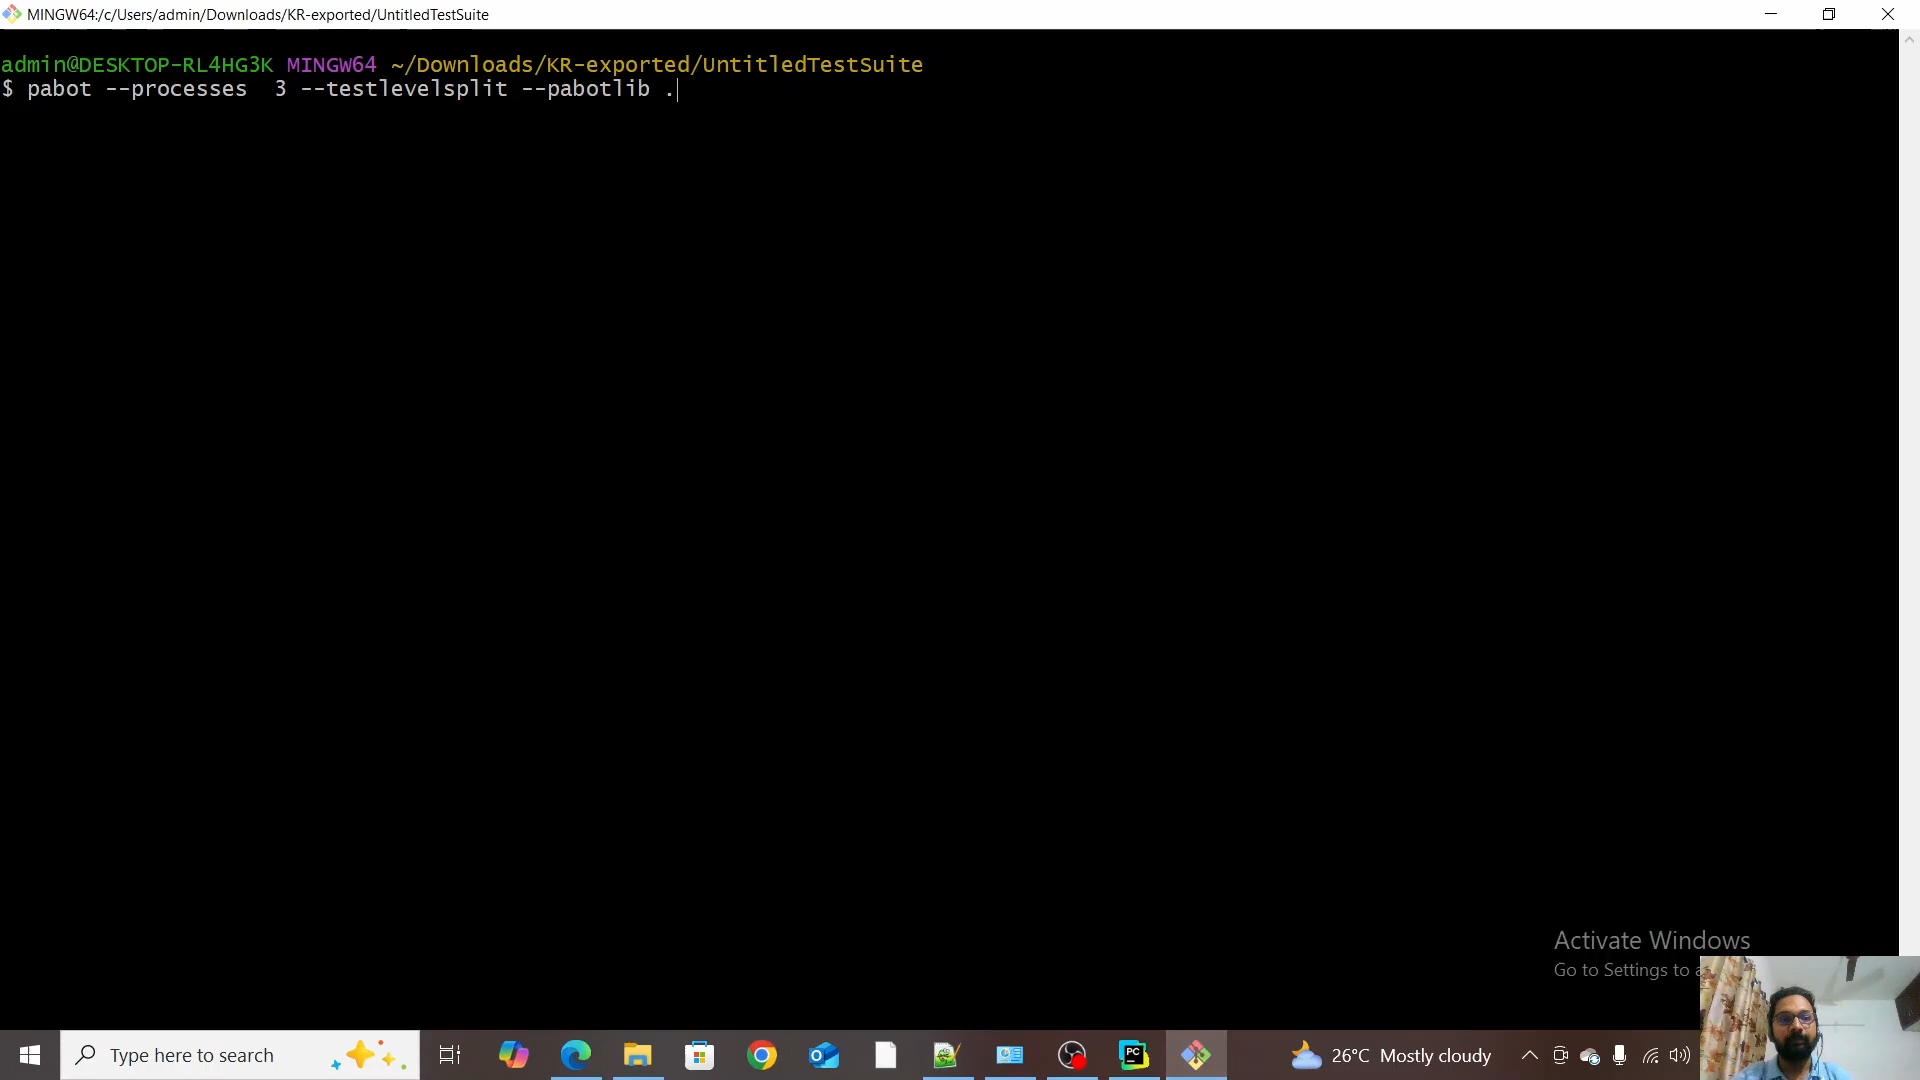 MINGW64:/c/Users/admin/Downloads/KR-exported/UntitledTestSuite
admin@DESKTOP-RL4HG3K MINGW64 ~/Downloads/KR-exported/UntitledTestSuite
$ pabot --processes  3 --testlevelsplit --pabotlib .
Activate Windows
Go to Settings to a
Type here to search
PC
26°C Mostly cloudy